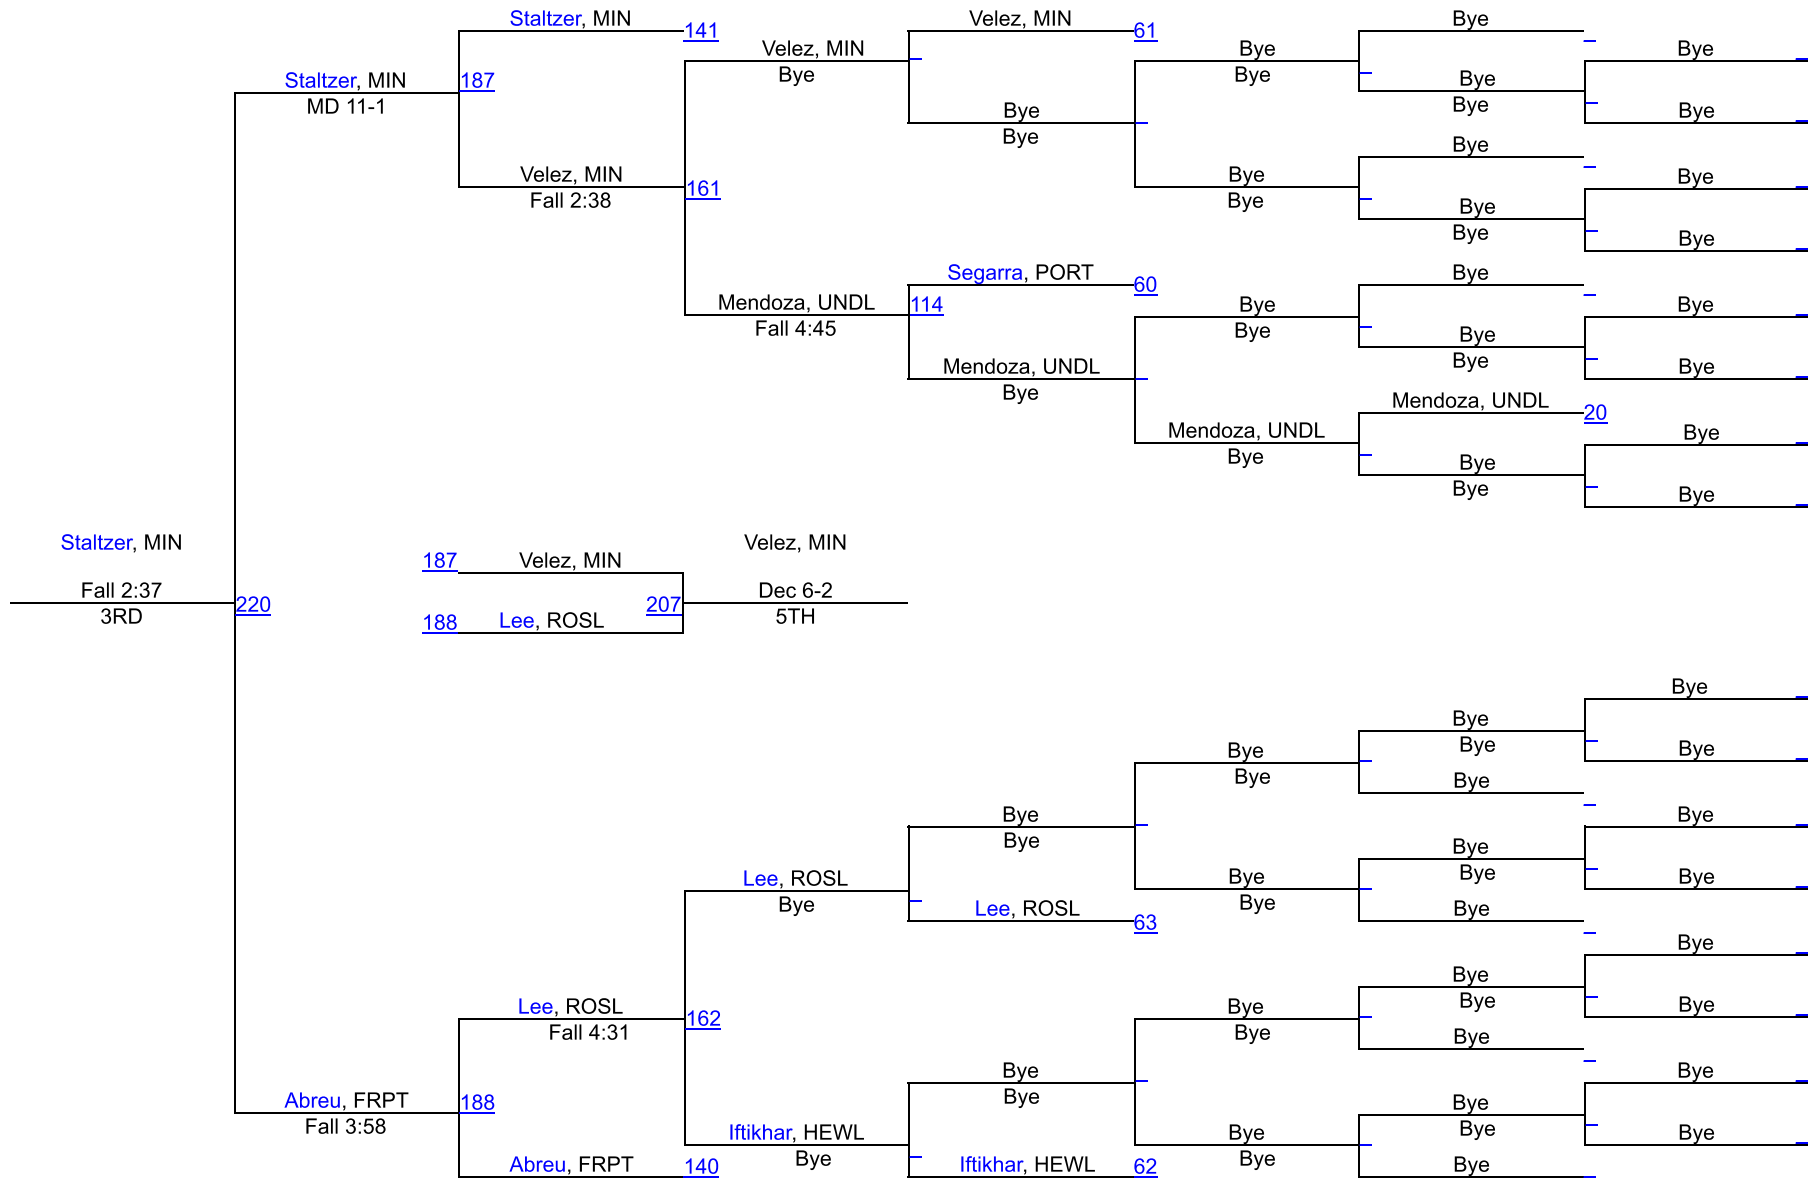 Staltzer, MIN
141
Velez, MIN
61
Bye
Velez, MIN
Bye
Bye
Bye
Bye
Staltzer, MIN
187
Bye
Bye
MD 11-1
Bye
Bye
Bye
Bye
Velez, MIN
Bye
Bye
Fall 2:38
161
Bye
Bye
Bye
Bye
Segarra, PORT
60
Bye
Mendoza, UNDL
114
Bye
Bye
Fall 4:45
Bye
Bye
Bye
Mendoza, UNDL
Bye
Bye
Mendoza, UNDL
20
Mendoza, UNDL
Bye
Bye
Bye
Bye
Bye
Staltzer, MIN
Velez, MIN
187
Velez, MIN
Fall 2:37
Dec 6-2
220
207
3RD
188
Lee, ROSL
5TH
Bye
Bye
Bye
Bye
Bye
Bye
Bye
Bye
Bye
Bye
Bye
Bye
Lee, ROSL
Bye
Bye
Bye
Bye
Lee, ROSL
63
Bye
Bye
Bye
Lee, ROSL
Bye
Bye
Bye
Fall 4:31
162
Bye
Bye
Bye
Bye
Bye
Abreu, FRPT
188
Bye
Bye
Fall 3:58
Iftikhar, HEWL
Bye
Bye
Bye
Bye
Bye
Abreu, FRPT
140
Iftikhar, HEWL
62
Bye